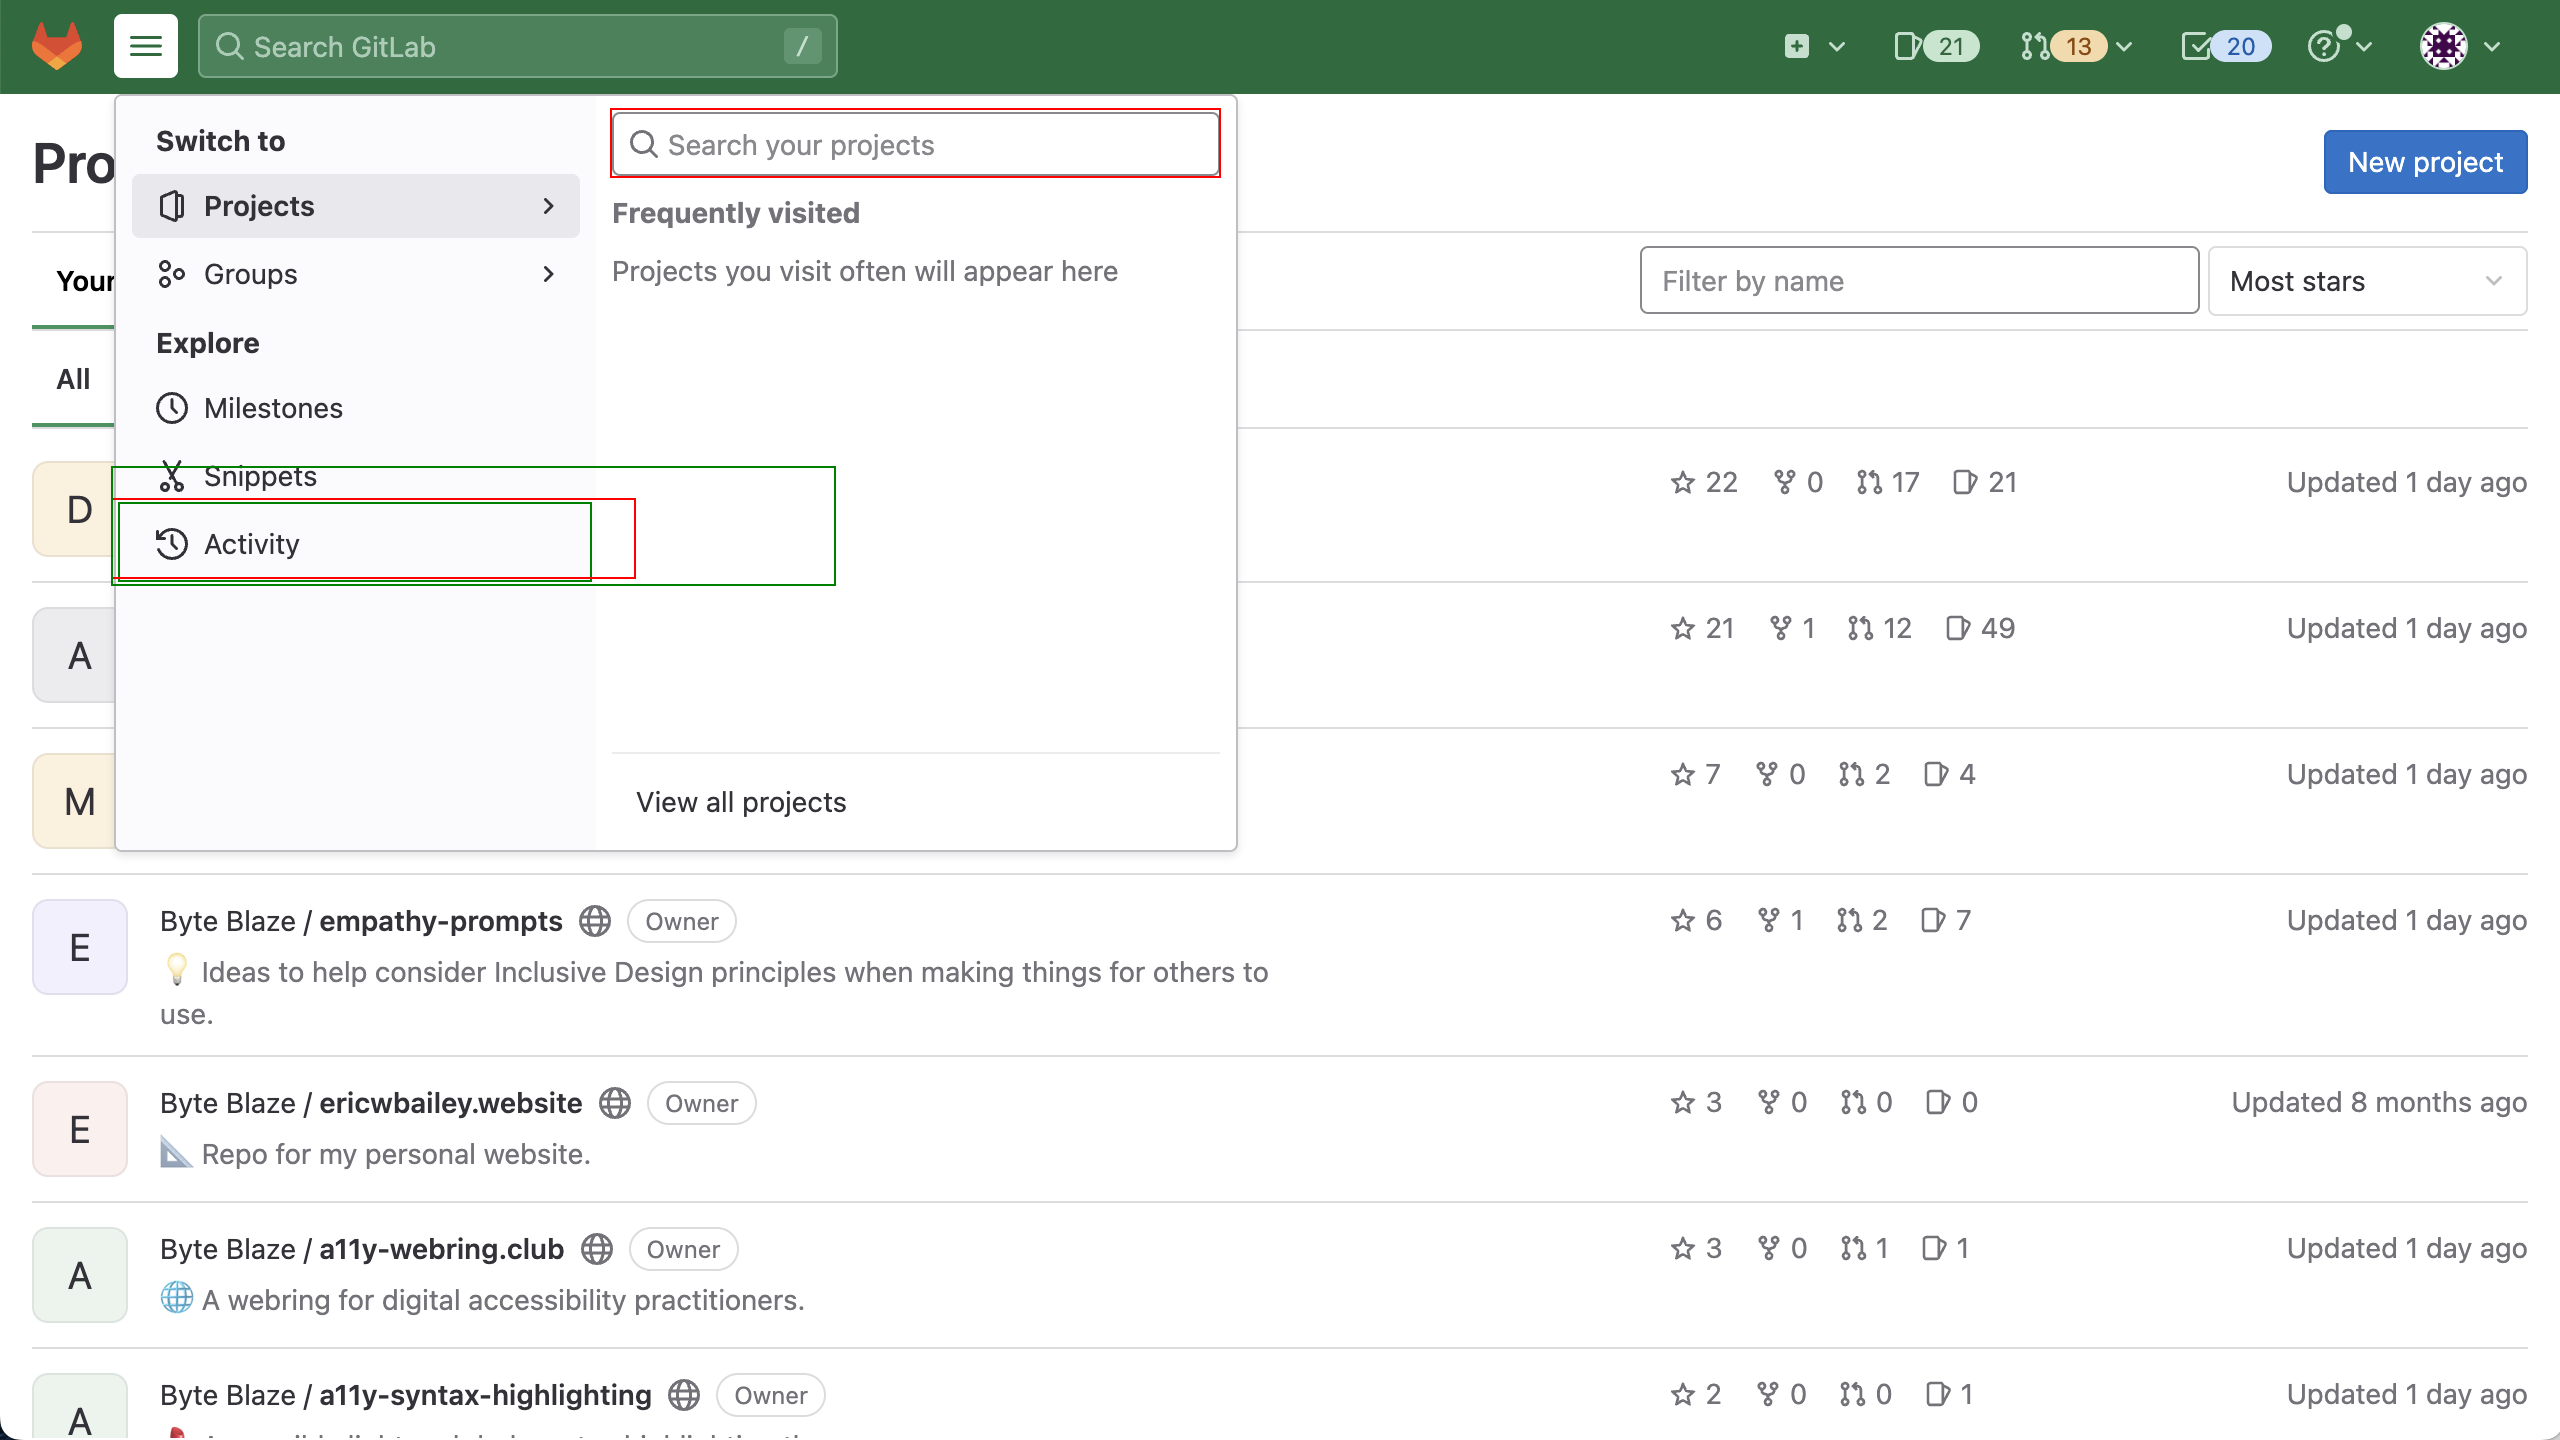 Search GitLab /
21
13
20
Switch to
Projects
Groups
Explore
Milestones
Snippets
Activity
Search your projects
Frequently visited
Projects you visit often will appear here
View all projects
Pro
New project
Your
Filter by name
Most stars
All
D
22 0 17 21
Updated 1 day ago
A
21 1 12 49
Updated 1 day ago
M
7 0 2 4
Updated 1 day ago
E
Byte Blaze / empathy-prompts Owner
💡 Ideas to help consider Inclusive Design principles when making things for others to
use.
6 1 2 7
Updated 1 day ago
E
Byte Blaze / ericwbailey.website Owner
📐 Repo for my personal website.
3 0 0 0
Updated 8 months ago
A
Byte Blaze / a11y-webring.club Owner
🌐 A webring for digital accessibility practitioners.
3 0 1 1
Updated 1 day ago
A
Byte Blaze / a11y-syntax-highlighting Owner
2 0 0 1
Updated 1 day ago